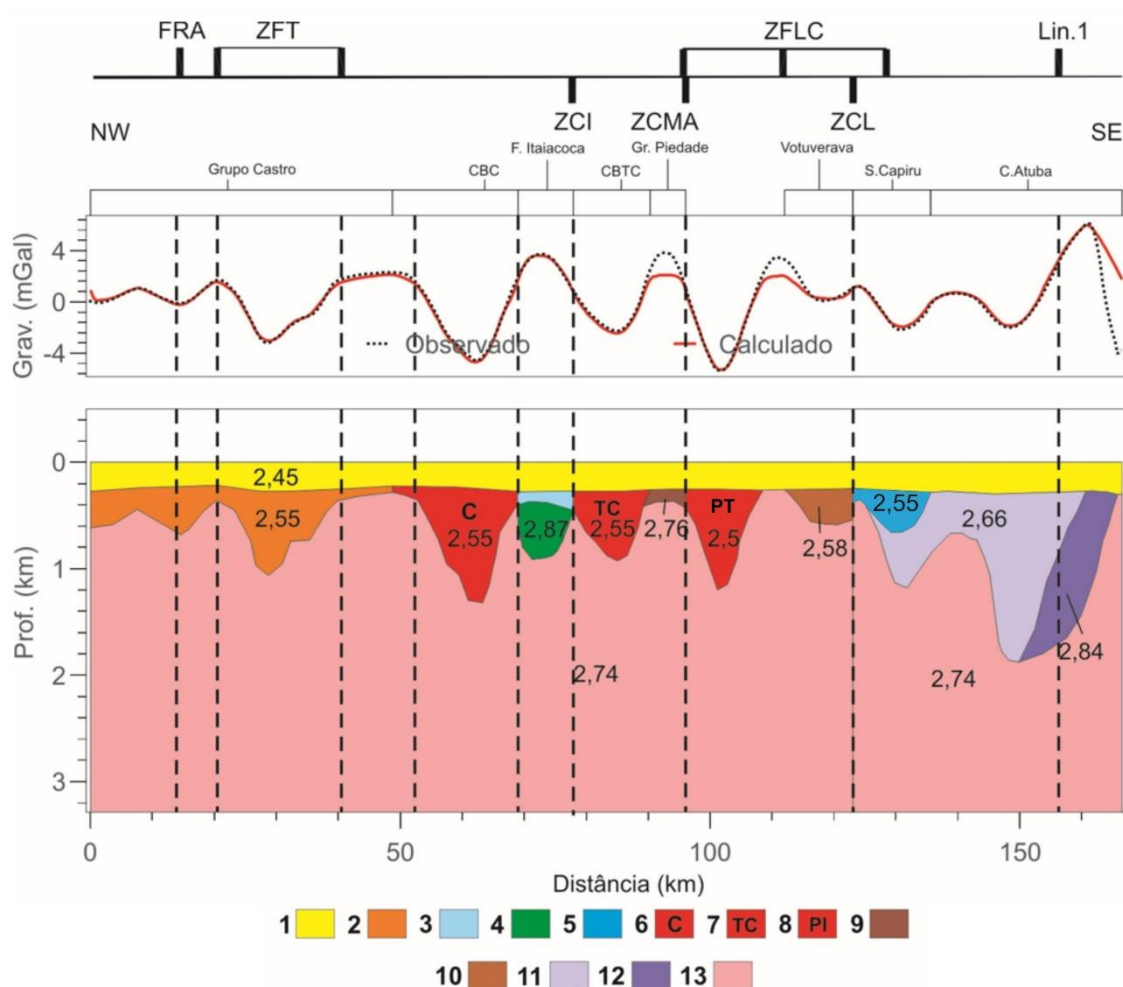 FRA ZFT ZFLC Lin.1
ZCI ZCMA ZCL
NW SE
F. Itaiacoca Gr. Piedade Votuverava
Grupo Castro CBC CBTC S.Capiru C.Atuba
Grav. (mGal)
4
0
-4
Observado Calculado
Prof. (km)
0
1
2
3
2,45
2,55
C
2,55
2,87
TC
2,55
2,76
PT
2,5
2,58
2,55
2,66
2,84
2,74
2,74
0 50 100 150
Distância (km)
1 2 3 4 5 6 C 7 TC 8 PI 9
10 11 12 13